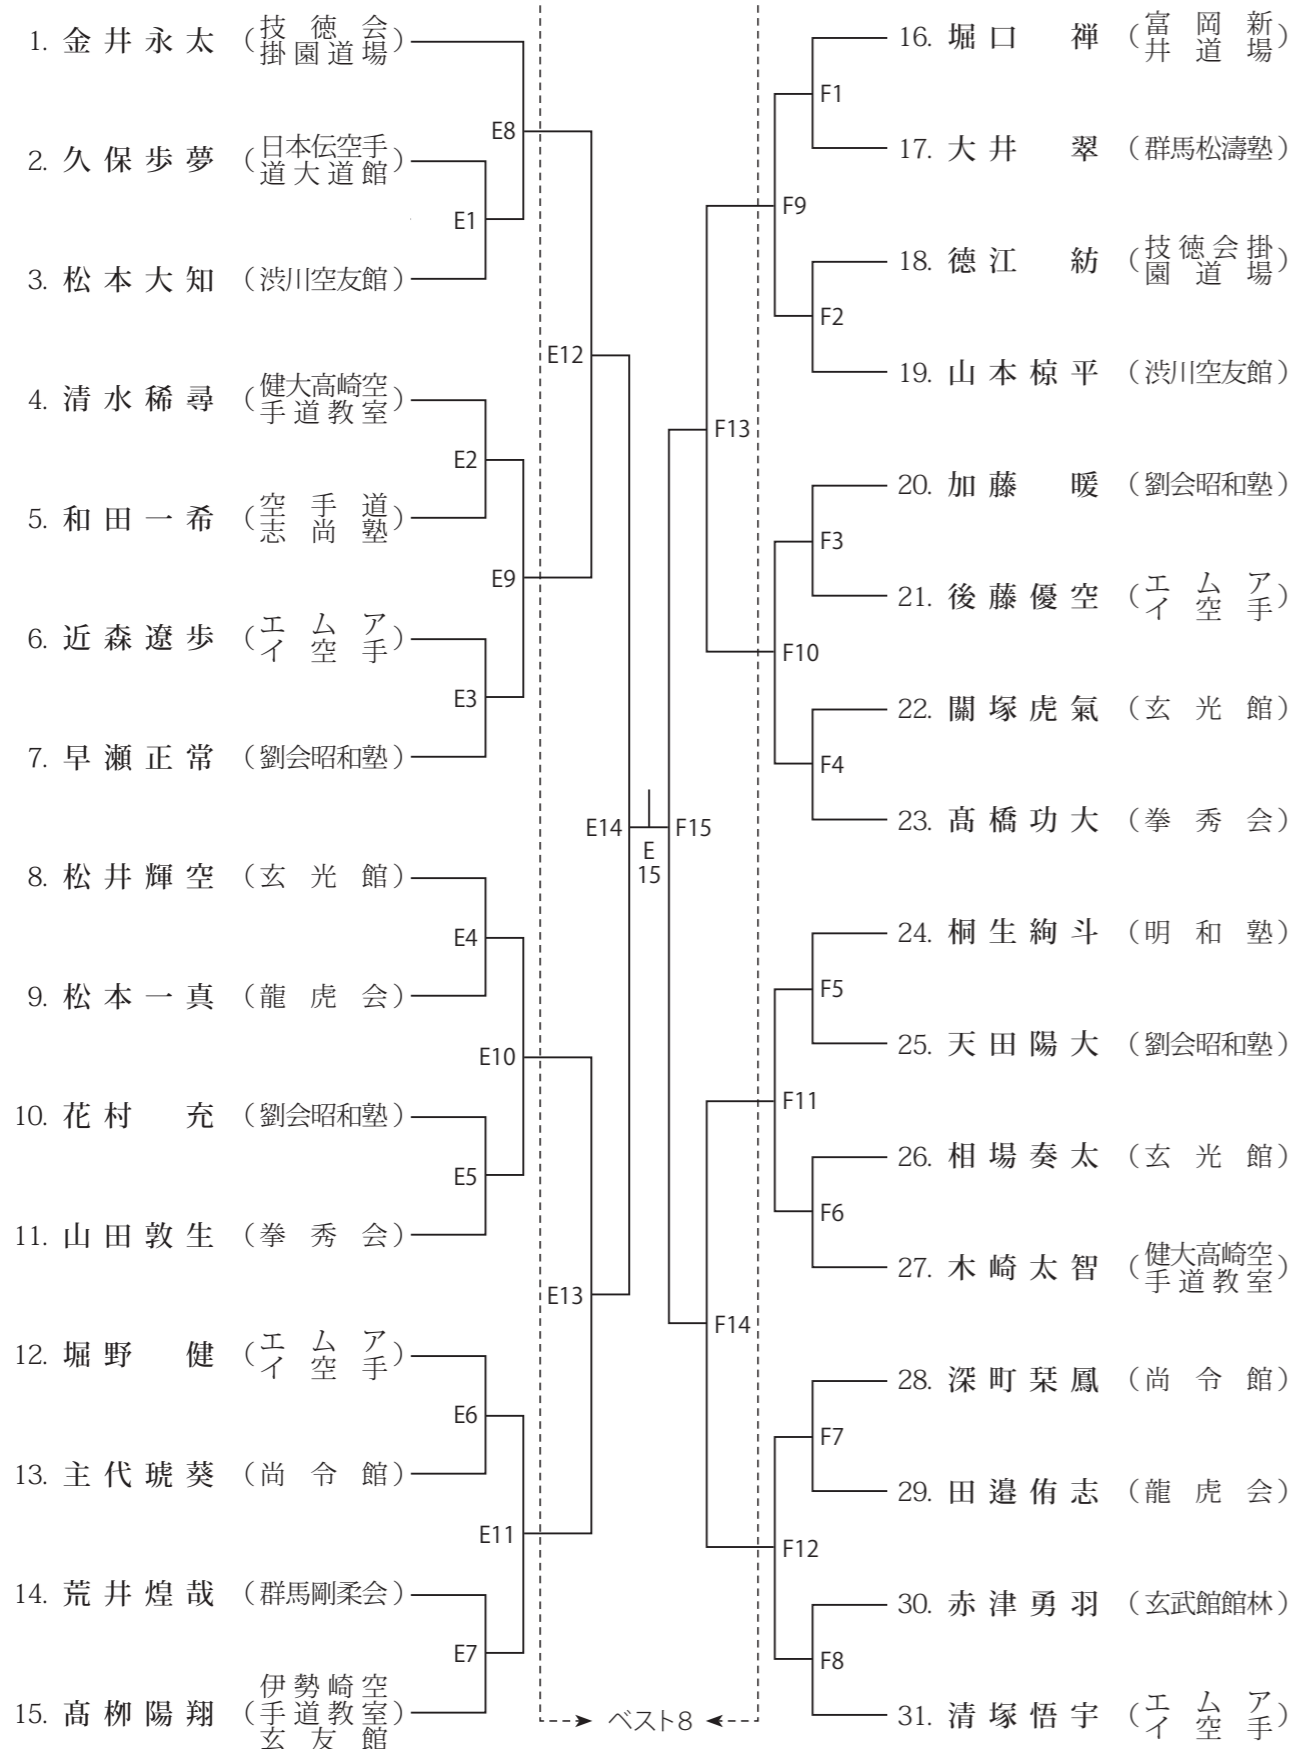 1. 金井永太 (技徳会掛園道場)
2. 久保歩夢 (日本伝空手道大道館)
E8
E1
3. 松本大知 (渋川空友館)
E12
4. 清水稀尋 (健大高崎空手道教室)
E2
5. 和田一希 (空手道志尚塾)
E9
6. 近森遼歩 (エムアイ空手)
E3
7. 早瀬正常 (劉会昭和塾)
E14
E
15
8. 松井輝空 (玄光館)
E4
9. 松本一真 (龍虎会)
E10
10. 花村充 (劉会昭和塾)
E5
11. 山田敦生 (拳秀会)
E13
12. 堀野健 (エムアイ空手)
E6
13. 主代琥葵 (尚令館)
E11
14. 荒井煌哉 (群馬剛柔会)
E7
15. 髙栁陽翔 (伊勢崎空手道教室玄友館)
16. 堀口禅 (富岡新井道場)
F1
17. 大井翠 (群馬松濤塾)
F9
18. 徳江紡 (技徳会掛園道場)
F2
19. 山本椋平 (渋川空友館)
F13
20. 加藤暖 (劉会昭和塾)
F3
21. 後藤優空 (エムアイ空手)
F10
22. 關塚虎氣 (玄光館)
F4
23. 髙橋功大 (拳秀会)
F15
24. 桐生絢斗 (明和塾)
F5
25. 天田陽大 (劉会昭和塾)
F11
26. 相場奏太 (玄光館)
F6
27. 木崎太智 (健大高崎空手道教室)
F14
28. 深町栞鳳 (尚令館)
F7
29. 田邉侑志 (龍虎会)
F12
30. 赤津勇羽 (玄武館館林)
F8
31. 清塚悟宇 (エムアイ空手)
ベスト8